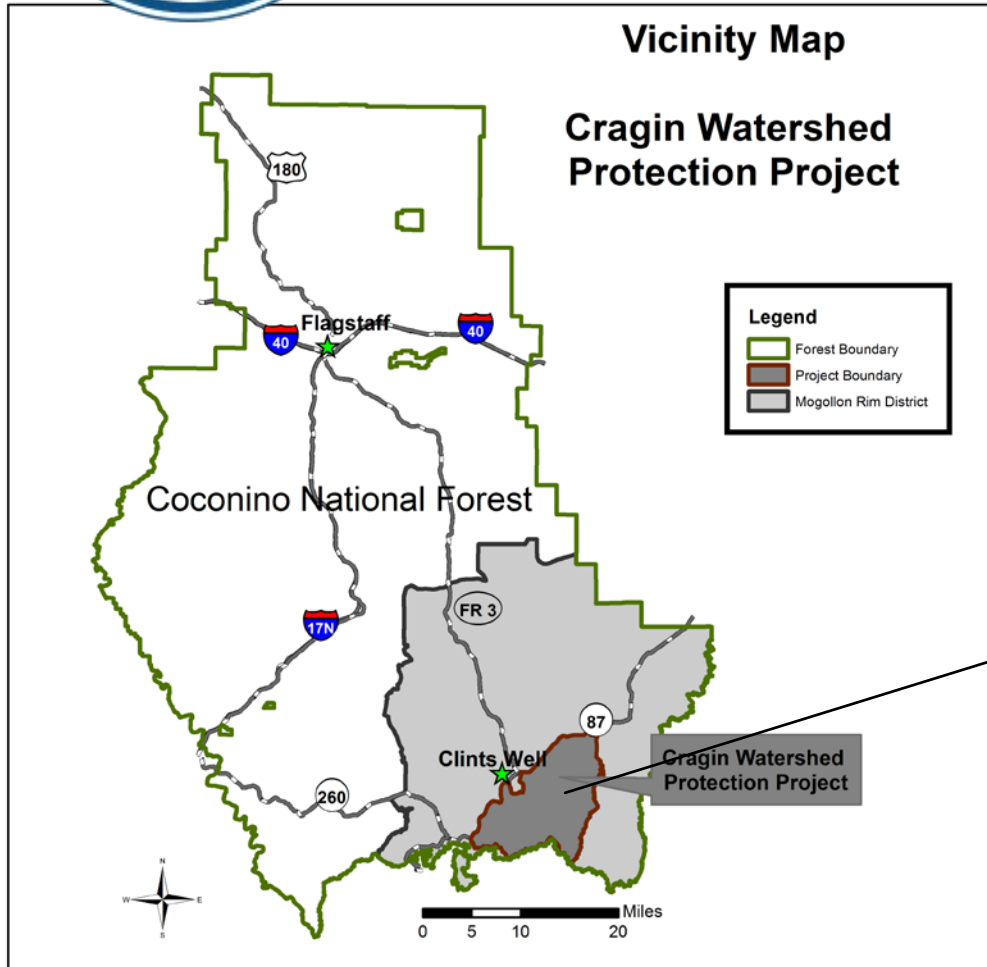 Vicinity Map
Cragin Watershed
Protection Project
180
Flagstaff
40
40
Legend
Forest Boundary
Project Boundary
Mogollon Rim District
Coconino National Forest
FR 3
17N
87
Clints Well
Cragin Watershed
Protection Project
260
N
W E
S
Miles
0 5 10 20